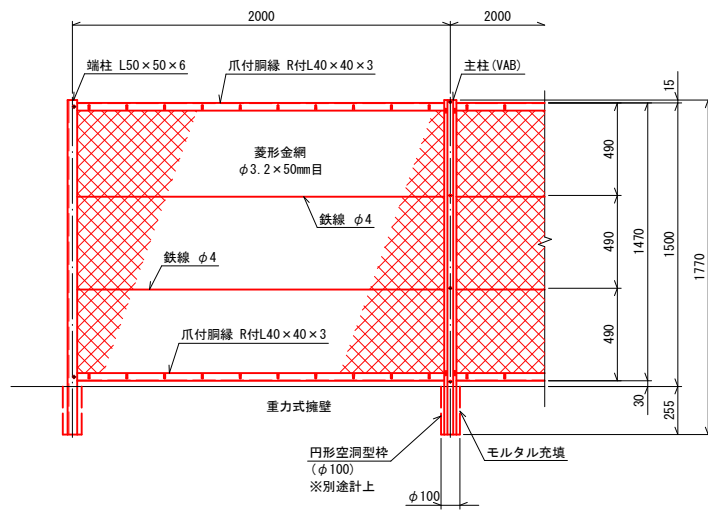 2000
2000
端柱 L50×50×6
爪付胴縁 R付L40×40×3
主柱(VAB)
15
菱形金網
φ3.2×50mm目
490
鉄線 φ4
490
1470
1500
1770
鉄線 φ4
490
爪付胴縁 R付L40×40×3
重力式擁壁
30
255
円形空洞型枠
(φ100)
※別途計上
モルタル充填
φ100